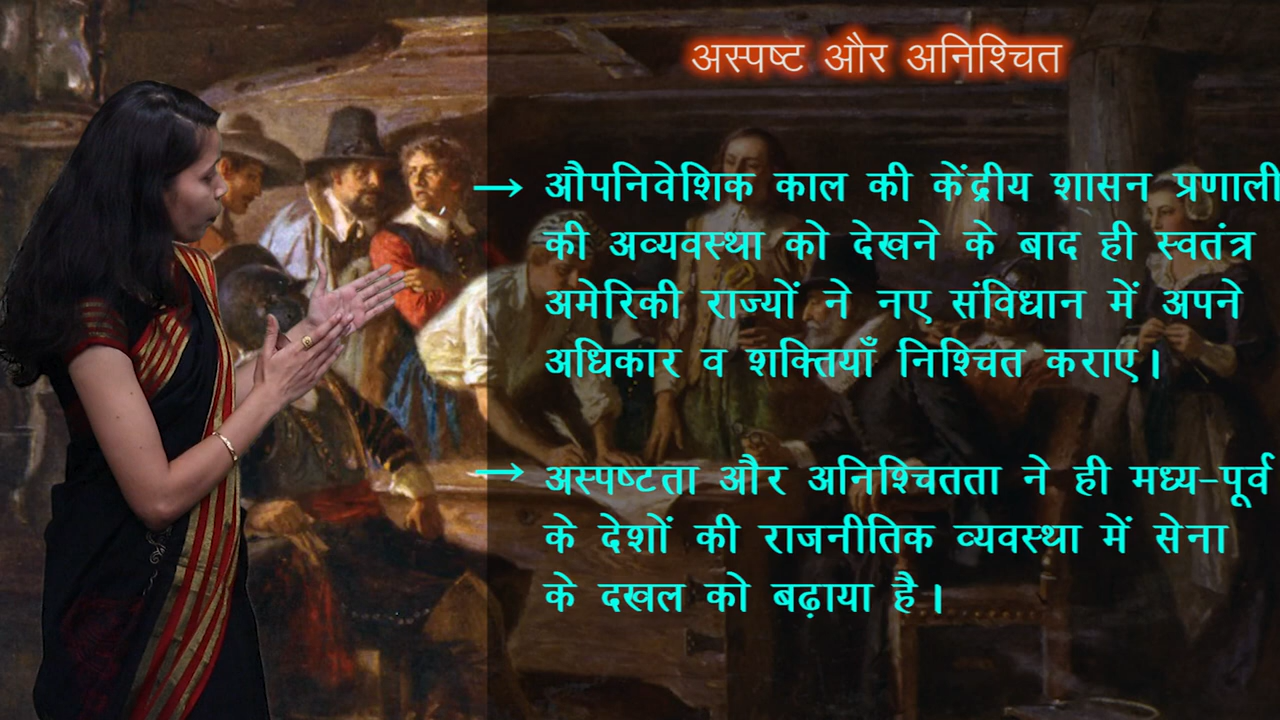 अस्पष्ट और अनिश्चित
→ औपनिवेशिक काल की केंद्रीय शासन प्रणाली
की अव्यवस्था को देखने के बाद ही स्वतंत्र
अमेरिकी राज्यों ने नए संविधान में अपने
अधिकार व शक्तियाँ निश्चित कराए।
→ अस्पष्टता और अनिश्चितता ने ही मध्य-पूर्व
के देशों की राजनीतिक व्यवस्था में सेना
के दखल को बढ़ाया है।